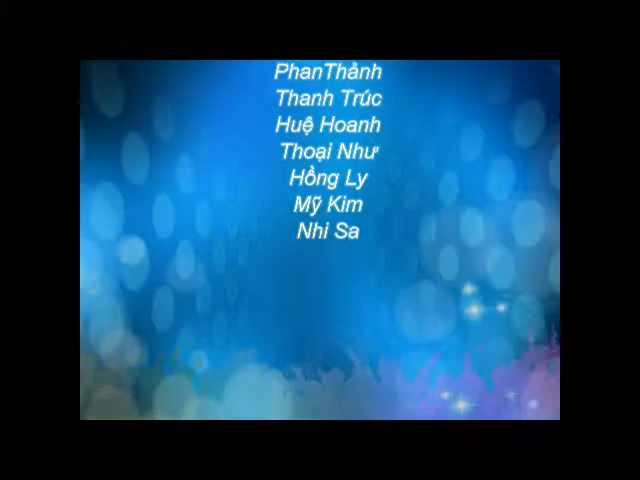 PhanThảnh
Thanh Trúc
Huệ Hoanh
Thoại Như
Hồng Ly
Mỹ Kim
Nhi Sa